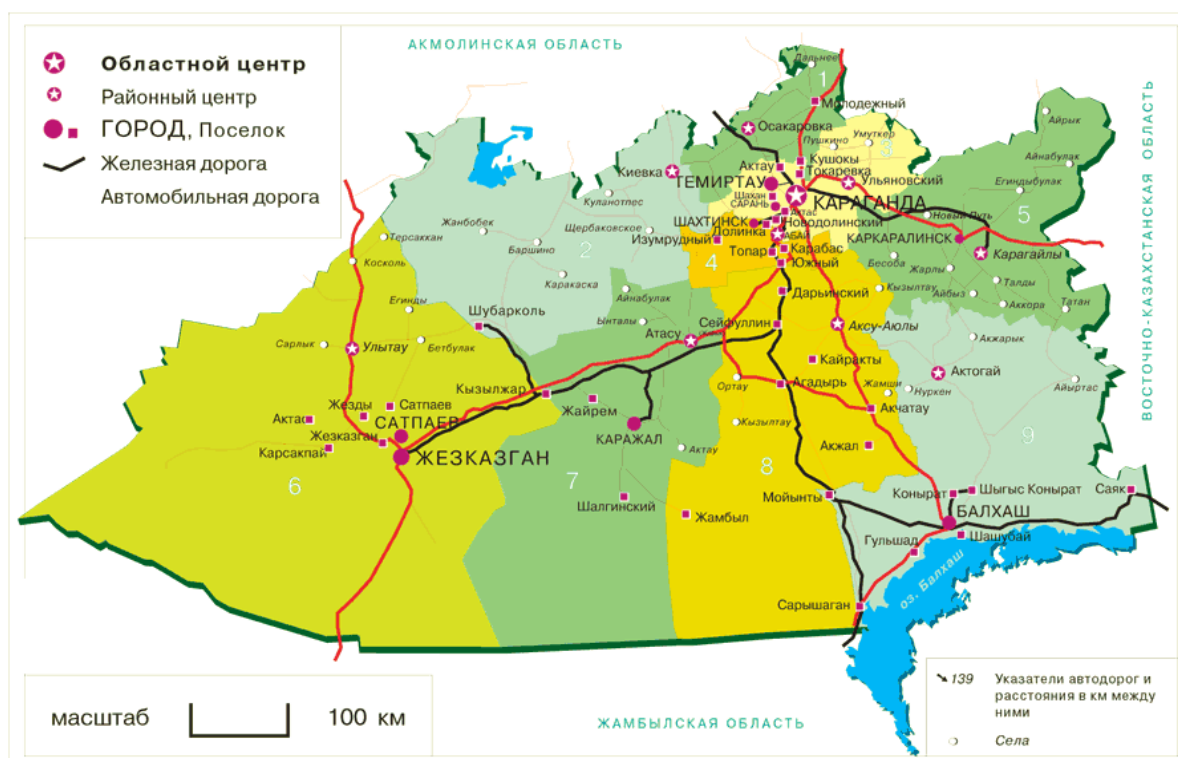 Областной центр
Районный центр
ГОРОД, Поселок
Железная дорога
Автомобильная дорога
АКМОЛИНСКАЯ ОБЛАСТЬ
ВОСТОЧНО-КАЗАХСТАНСКАЯ ОБЛАСТЬ
Дальнее
1
Молодежный
Осакаровка
Пушкино
Умуткер
3
Айрык
Айнабулак
Егиндыбулак
5
Киевка
Актау
Кушокы
Токаревка
Ульяновский
ТЕМИРТАУ
КАРАГАНДА
Шахан
САРАНЬ
Актас
Новый Путь
Куланотпес
Жанбобек
Щербаковское
ШАХТИНСК
Новодолинский
Долинка
АБАЙ
Изумрудный
Карабас
Топар
Южный
КАРКАРАЛИНСК
Карагайлы
Терсаккан
Баршино
2
4
Косколь
Каракаска
Бесоба
Жарлы
Талды
Егинды
Айнабулак
Дарьинский
Кызылтау
Айбыз
Аккора
Татан
Шубарколь
Ынталы
Атасу
Сейфуллин
Аксу-Аюлы
Акжарык
Сарлык
Улытау
Бетбулак
Кайракты
Актогай
Айыртас
Кызылжар
Ортау
Агадырь
Жамши
Нуркен
Жезды
Сатпаев
Жайрем
Акчатау
Актас
САТПАЕВ
КАРАЖАЛ
Кызылтау
Жезказган
Карсакпай
ЖЕЗКАЗГАН
Актау
Акжал
9
6
7
8
Шалгинский
Мойынты
Конырат
Шыгыс Конырат
Саяк
Жамбыл
БАЛХАШ
Гульшад
Шашубай
оз. Балхаш
Сарышаган
масштаб
100 км
ЖАМБЫЛСКАЯ ОБЛАСТЬ
139
Указатели автодорог и
расстояния в км между
ними
Села